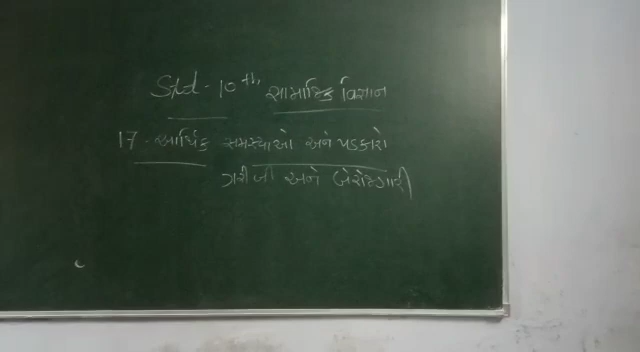 Std - 10th સામાજિક વિજ્ઞાન
17 - આર્થિક સમસ્યાઓ અને પડકારો
ગરીબી અને બેરોજગારી